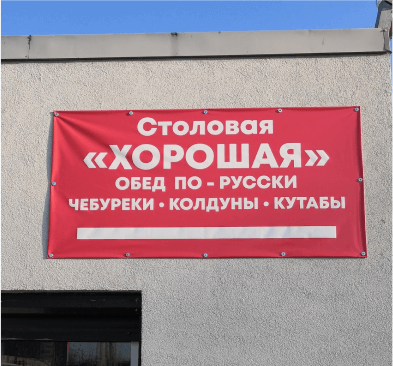 Столовая
«ХОРОШАЯ»
ОБЕД ПО - РУССКИ
ЧЕБУРЕКИ • КОЛДУНЫ • КУТАБЫ